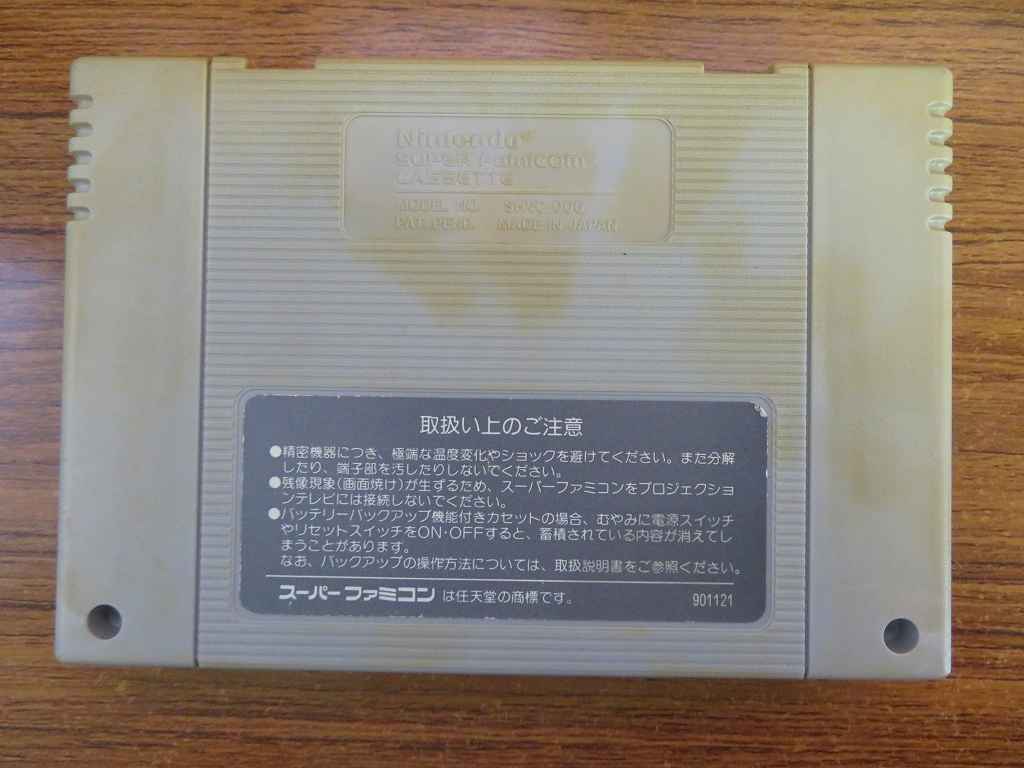 Nintendo®
SUPER Famicom
CASSETTE
MODEL NO. SHVC-006
PAT. PEND. MADE IN JAPAN
取扱い上のご注意
●精密機器につき、極端な温度変化やショックを避けてください。また分解
したり、端子部を汚したりしないでください。
●残像現象(画面焼け)が生ずるため、スーパーファミコンをプロジェクショ
ンテレビには接続しないでください。
●バッテリーバックアップ機能付きカセットの場合、むやみに電源スイッチ
やリセットスイッチをON・OFFすると、蓄積されている内容が消えてし
まうことがあります。
なお、バックアップの操作方法については、取扱説明書をご参照ください。
スーパーファミコン は任天堂の商標です。 901121